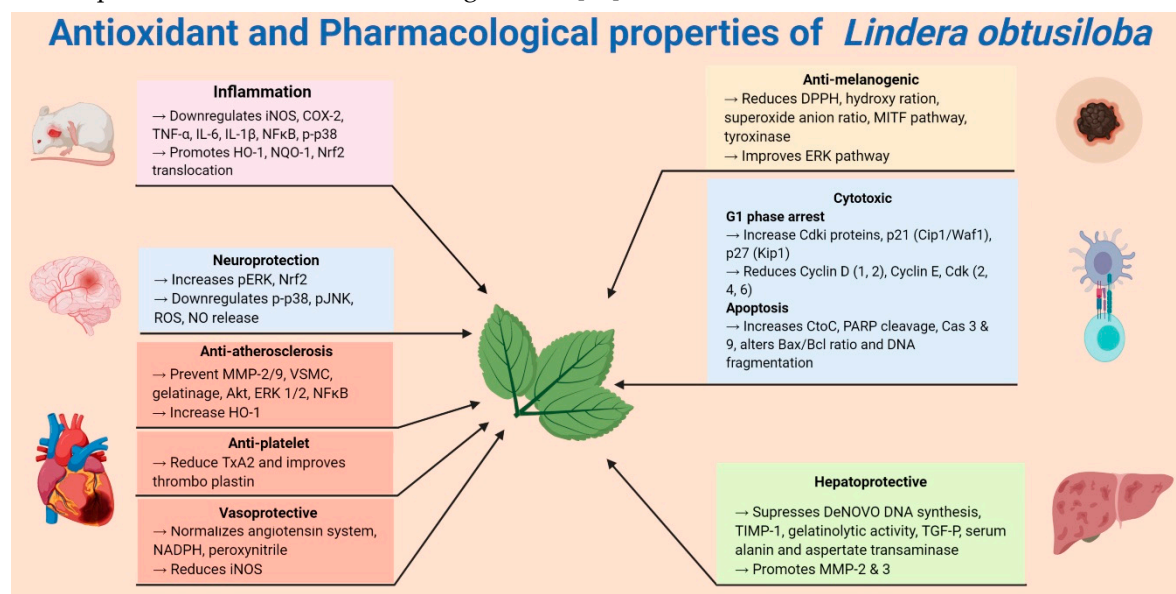 Antioxidant and Pharmacological properties of Lindera obtusiloba
Inflammation
→ Downregulates iNOS, COX-2,
TNF-α, IL-6, IL-1β, NFκB, p-p38
→ Promotes HO-1, NQO-1, Nrf2
translocation
Neuroprotection
→ Increases pERK, Nrf2
→ Downregulates p-p38, pJNK,
ROS, NO release
Anti-atherosclerosis
→ Prevent MMP-2/9, VSMC,
gelatinage, Akt, ERK 1/2, NFκB
→ Increase HO-1
Anti-platelet
→ Reduce TxA2 and improves
thrombo plastin
Vasoprotective
→ Normalizes angiotensin system,
NADPH, peroxynitrile
→ Reduces iNOS
Anti-melanogenic
→ Reduces DPPH, hydroxy ration,
superoxide anion ratio, MITF pathway,
tyroxinase
→ Improves ERK pathway
Cytotoxic
G1 phase arrest
→ Increase Cdki proteins, p21 (Cip1/Waf1),
p27 (Kip1)
→ Reduces Cyclin D (1, 2), Cyclin E, Cdk (2,
4, 6)
Apoptosis
→ Increases CtoC, PARP cleavage, Cas 3 &
9, alters Bax/Bcl ratio and DNA
fragmentation
Hepatoprotective
→ Supresses DeNOVO DNA synthesis,
TIMP-1, gelatinolytic activity, TGF-P, serum
alanin and aspertate transaminase
→ Promotes MMP-2 & 3